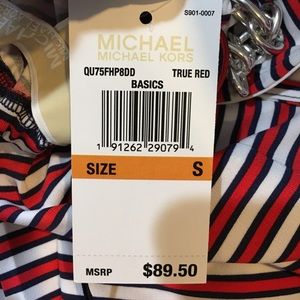 S901-0007
MICHAEL
MICHAEL KORS
QU75FHP8DD TRUE RED
BASICS
1 91262 29079 4
SIZE S
MSRP $89.50